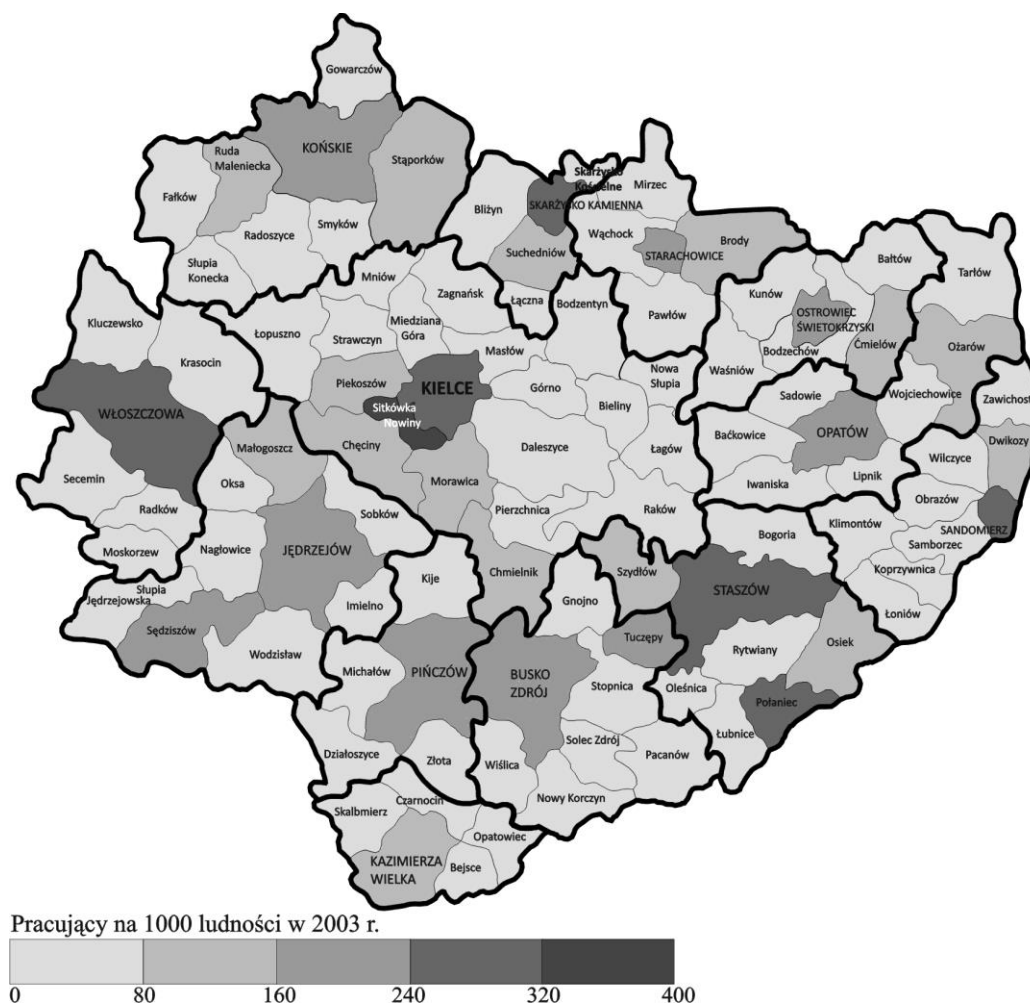 Gowarczów
KOŃSKIE
Ruda
Maleniecka
Stąporków
Fałków
Radoszyce
Smyków
Słupia
Konecka
Skarżysko
Kościelne
Mirzec
Bliżyn
SKARŻYSKO KAMIENNA
Wąchock
Suchedniów
STARACHOWICE
Brody
Bałtów
Tarłów
Mniów
Zagnańsk
Łączna
Bodzentyn
Pawłów
Kunów
OSTROWIEC
ŚWIETOKRZYSKI
Ćmielów
Ożarów
Bodzechów
Waśniów
Kluczewsko
Krasocin
Łopuszno
Strawczyn
Miedziana
Góra
Masłów
Nowa
Słupia
Piekoszów
KIELCE
Górno
Bieliny
Sadowie
Wojciechowice
Zawichost
WŁOSZCZOWA
Sitkówka
Nowiny
Baćkowice
OPATÓW
Dwikozy
Małogoszcz
Chęciny
Daleszyce
Łagów
Wilczyce
Secemin
Oksa
Morawica
Iwaniska
Lipnik
Obrazów
Radków
Sobków
Pierzchnica
Raków
Klimontów
SANDOMIERZ
Samborzec
Moskorzew
Nagłowice
JĘDRZEJÓW
Bogoria
Koprzywnica
Słupia
Jędrzejowska
Kije
Chmielnik
Szydłów
STASZÓW
Imielno
Gnojno
Łoniów
Sędziszów
Tuczępy
Osiek
Wodzisław
Michałów
PIŃCZÓW
BUSKO
ZDRÓJ
Rytwiany
Stopnica
Oleśnica
Połaniec
Działoszyce
Złota
Solec Zdrój
Łubnice
Wiślica
Pacanów
Nowy Korczyn
Czarnocin
Skalbmierz
Opatowiec
KAZIMIERZA
WIELKA
Bejsce
Pracujący na 1000 ludności w 2003 r.
0 80 160 240 320 400